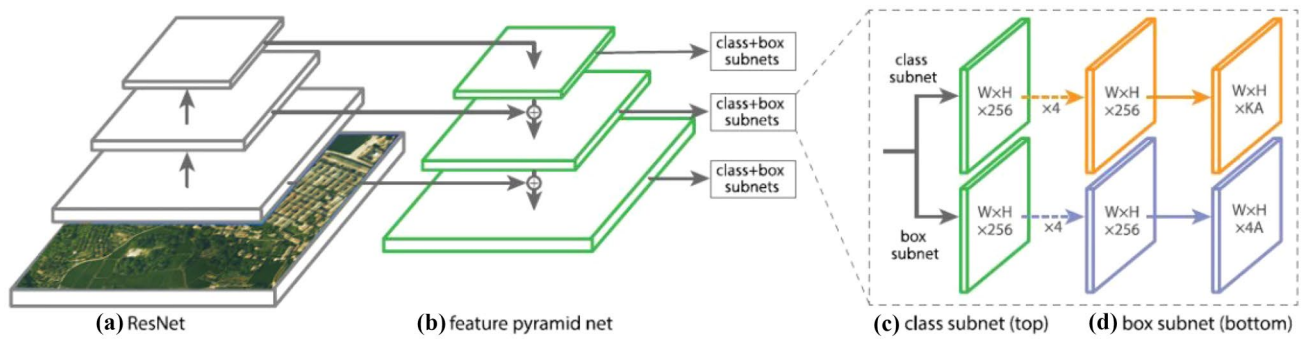 class+box
subnets
class+box
subnets
class+box
subnets
class
subnet
box
subnet
W×H
×256
×4
W×H
×256
W×H
×KA
W×H
×256
×4
W×H
×256
W×H
×4A
(a) ResNet
(b) feature pyramid net
(c) class subnet (top)
(d) box subnet (bottom)